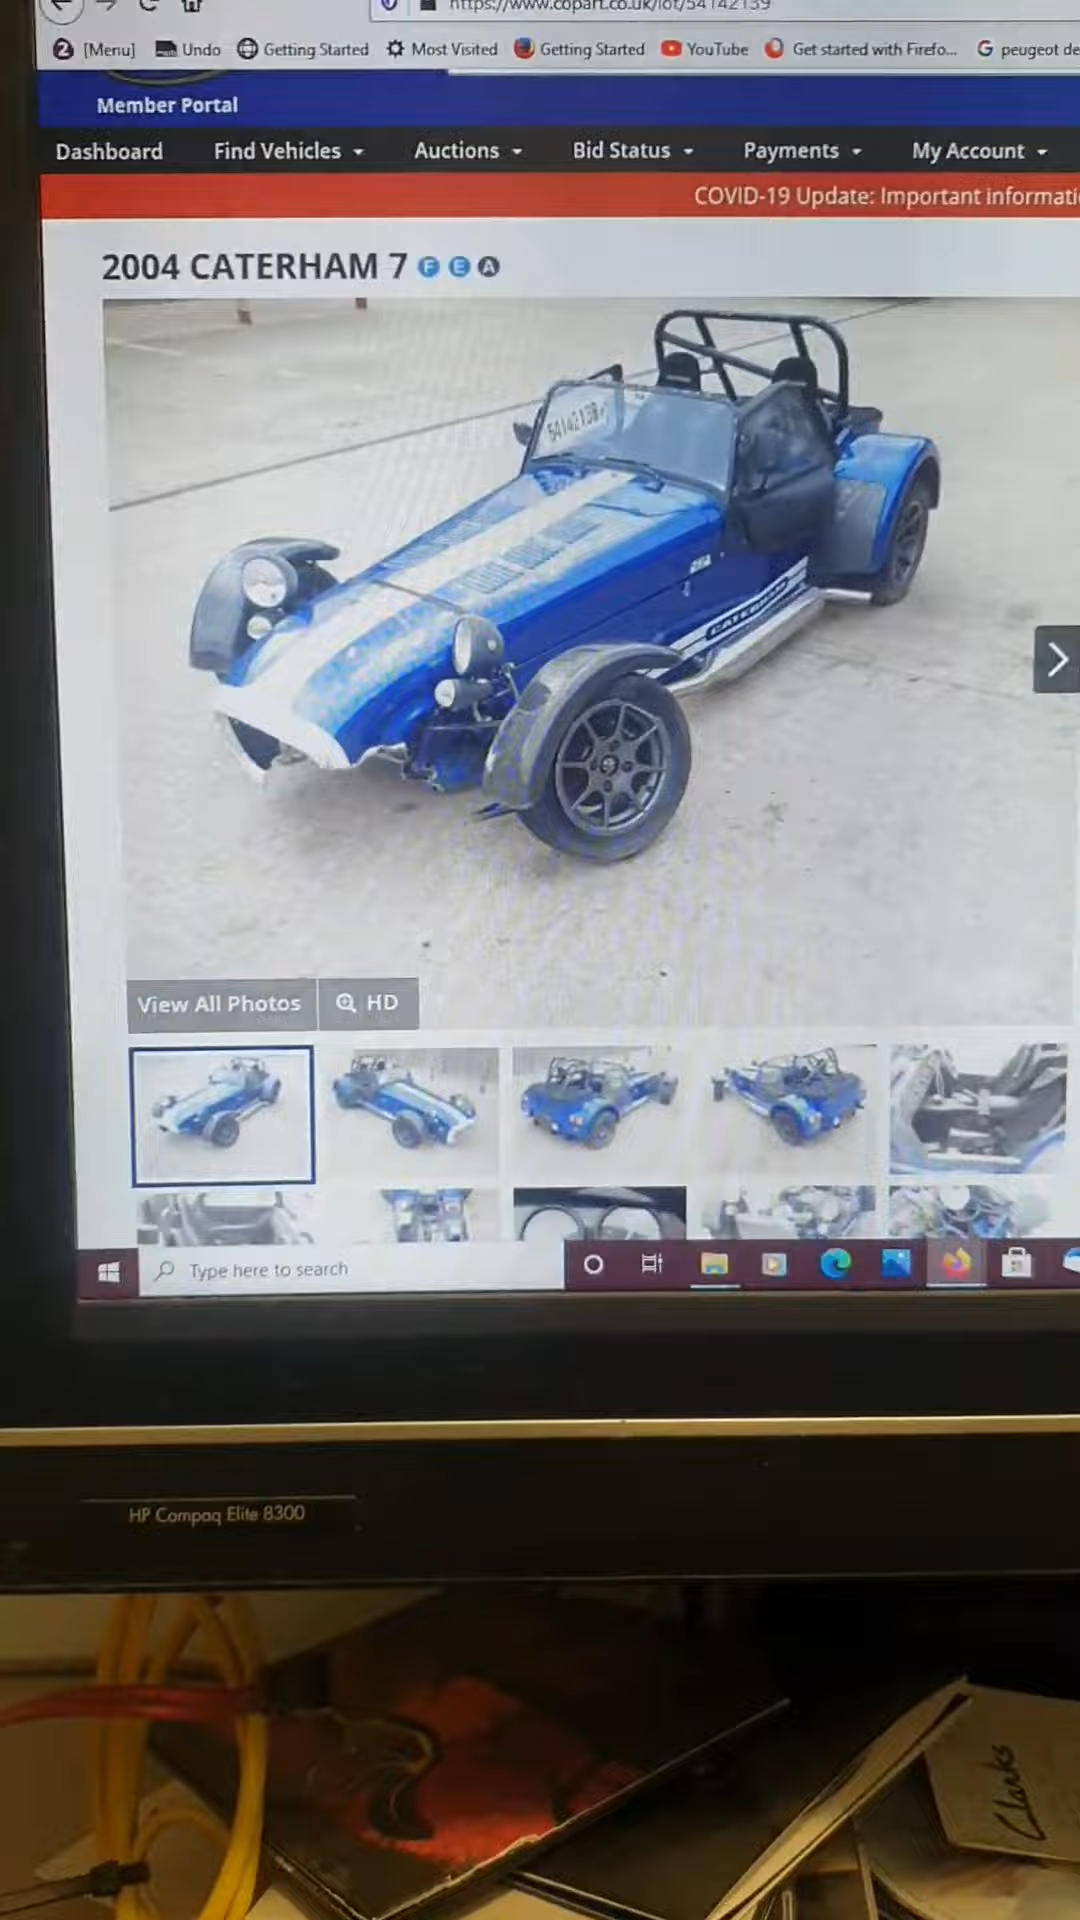 https://www.copart.co.uk/lot/54142139
[Menu] Undo Getting Started Most Visited Getting Started YouTube Get started with Firefo... G peugeot de
Member Portal
Dashboard Find Vehicles Auctions Bid Status Payments My Account
COVID-19 Update: Important informati
2004 CATERHAM 7 F E A
CATERHAM
View All Photos HD
Type here to search
HP Compaq Elite 8300
Clarks